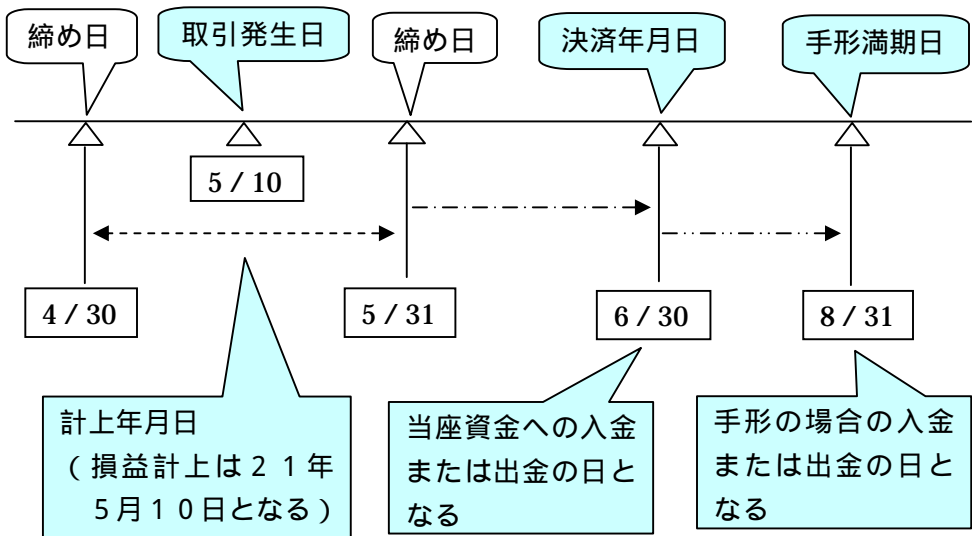 締め日
取引発生日
締め日
決済年月日
手形満期日
5/10
4/30
5/31
6/30
8/31
計上年月日
(損益計上は21年
5月10日となる)
当座資金への入金
または出金の日と
なる
手形の場合の入金
または出金の日と
なる